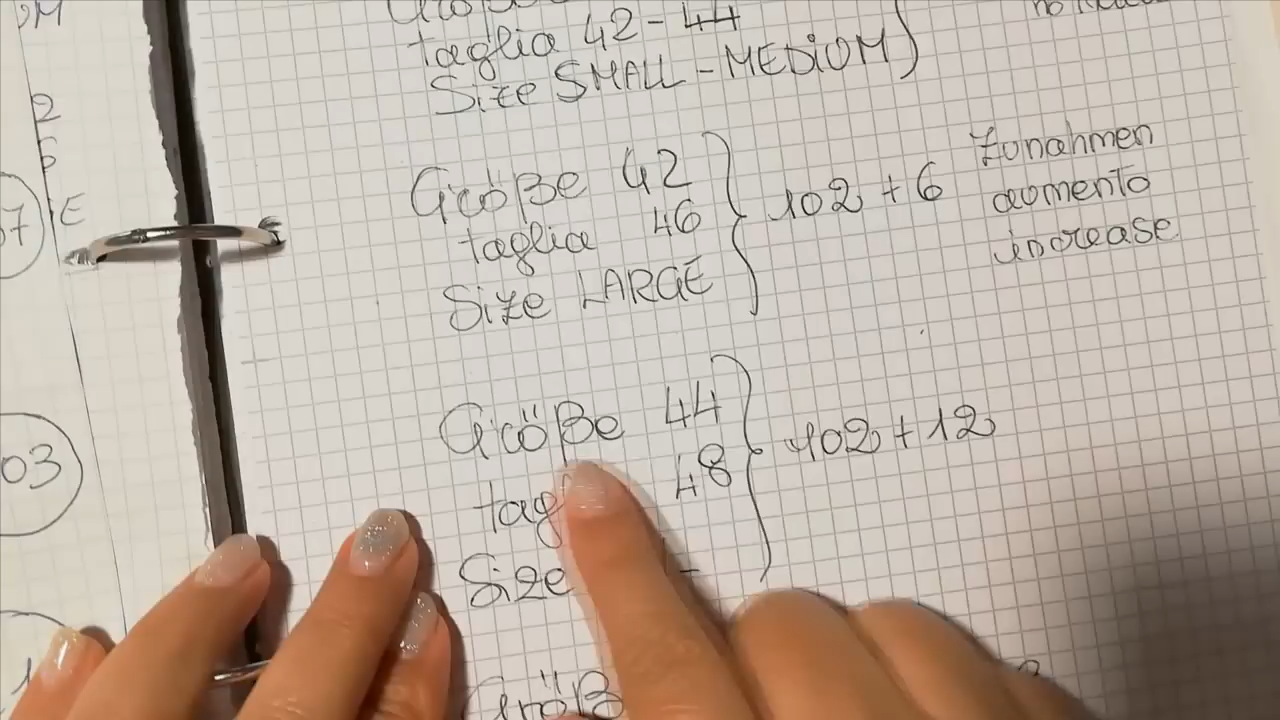 taglia 42-44
Size SMALL-MEDIUM)
Größe 42
taglia 46
Size LARGE
102 + 6
Zunahmen
aumento
increase
Größe 44
48
102 + 12
Size
03